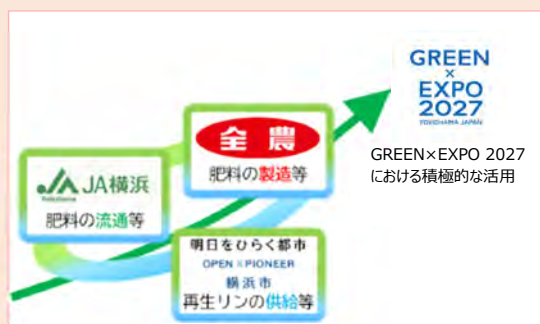 GREEN
×
EXPO
2027
YOKOHAMA JAPAN
GREEN×EXPO 2027
における積極的な活用
全農
肥料の製造等
JA横浜
Yokohama
肥料の流通等
明日をひらく都市
OPEN×PIONEER
横浜市
再生リンの供給等